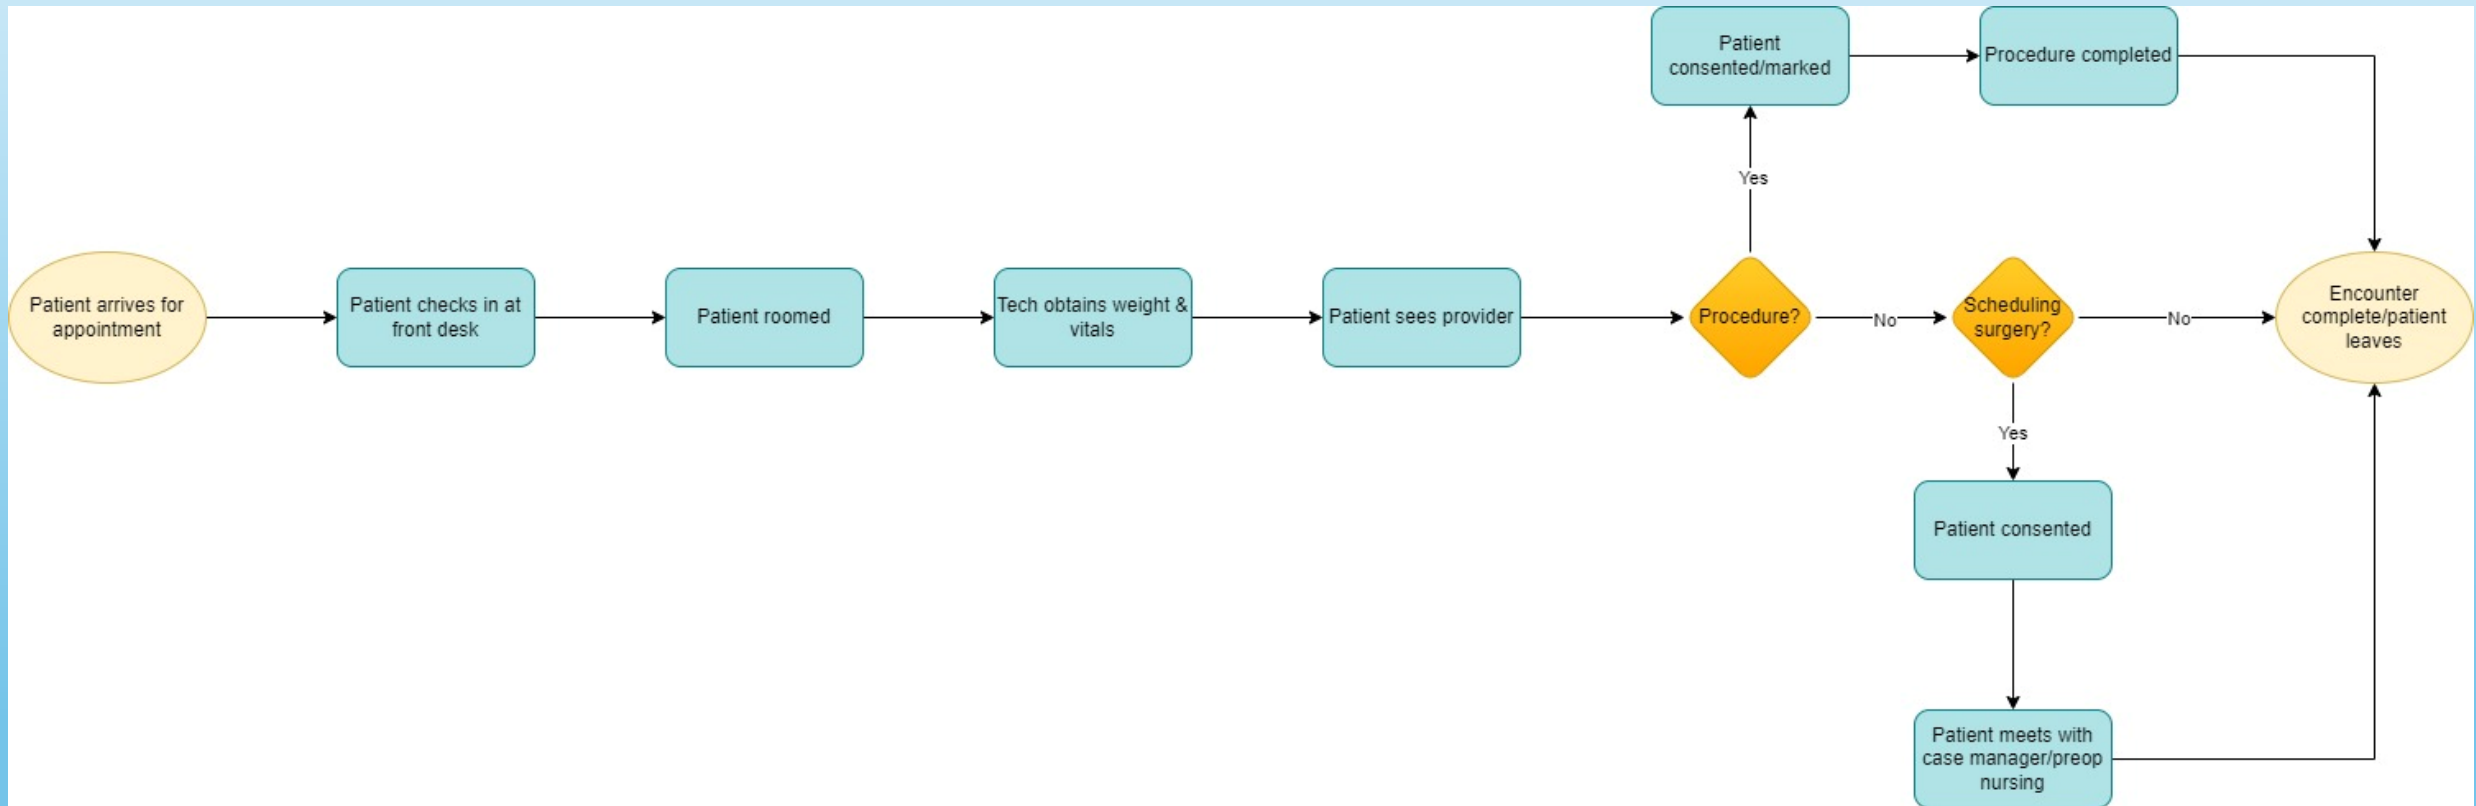 Patient
consented/marked
Procedure completed
Yes
Patient arrives for
appointment
Patient checks in at
front desk
Patient roomed
Tech obtains weight &
vitals
Patient sees provider
Procedure?
No
Scheduling
surgery?
No
Encounter
complete/patient
leaves
Yes
Patient consented
Patient meets with
case manager/preop
nursing